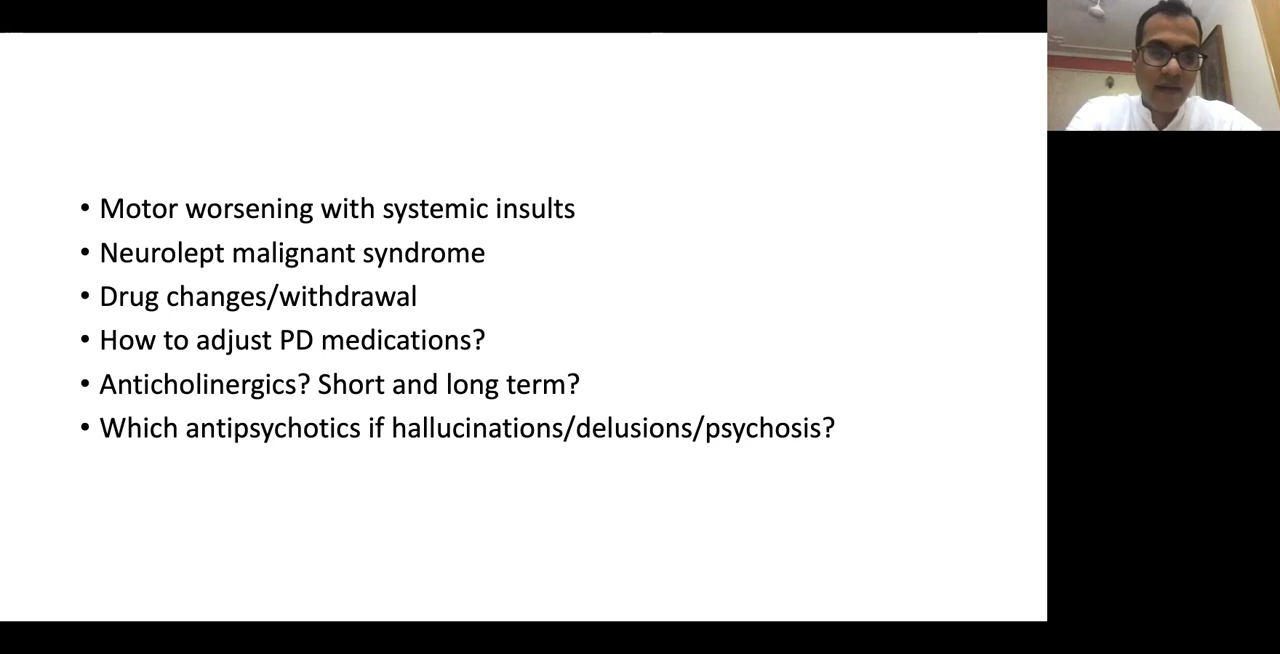 • Motor worsening with systemic insults
• Neurolept malignant syndrome
• Drug changes/withdrawal
• How to adjust PD medications?
• Anticholinergics? Short and long term?
• Which antipsychotics if hallucinations/delusions/psychosis?